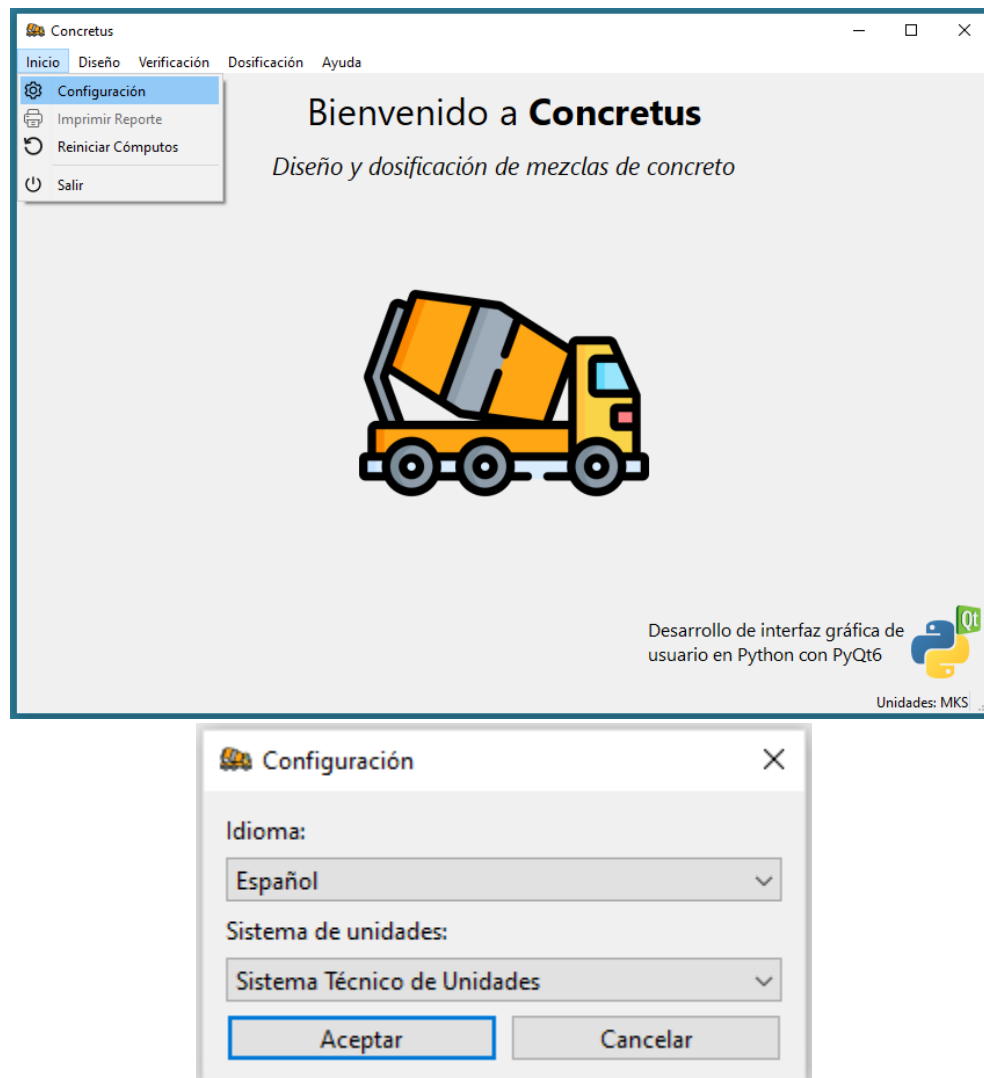 Concretus
Inicio Diseño Verificación Dosificación Ayuda
Configuración
Imprimir Reporte
Reiniciar Cómputos
Salir
Bienvenido a Concretus
Diseño y dosificación de mezclas de concreto
Desarrollo de interfaz gráfica de
usuario en Python con PyQt6
Qt
Unidades: MKS
Configuración
Idioma:
Español
Sistema de unidades:
Sistema Técnico de Unidades
Aceptar Cancelar